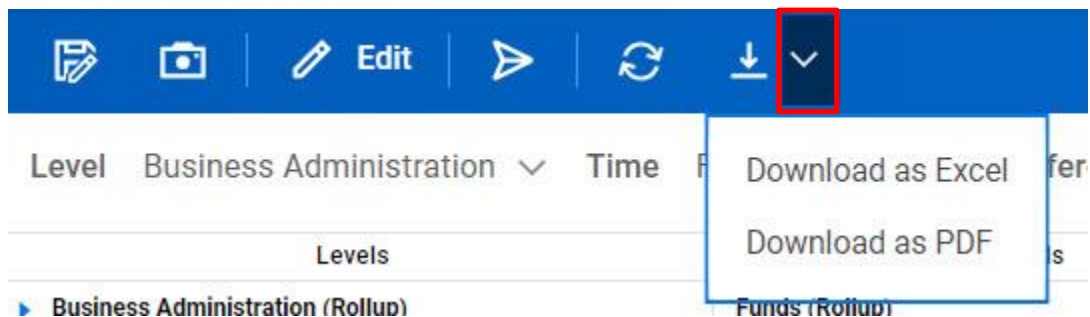 Edit
Level Business Administration Time
Download as Excel
Download as PDF
Levels
Business Administration (Rollup)
Funds (Rollup)